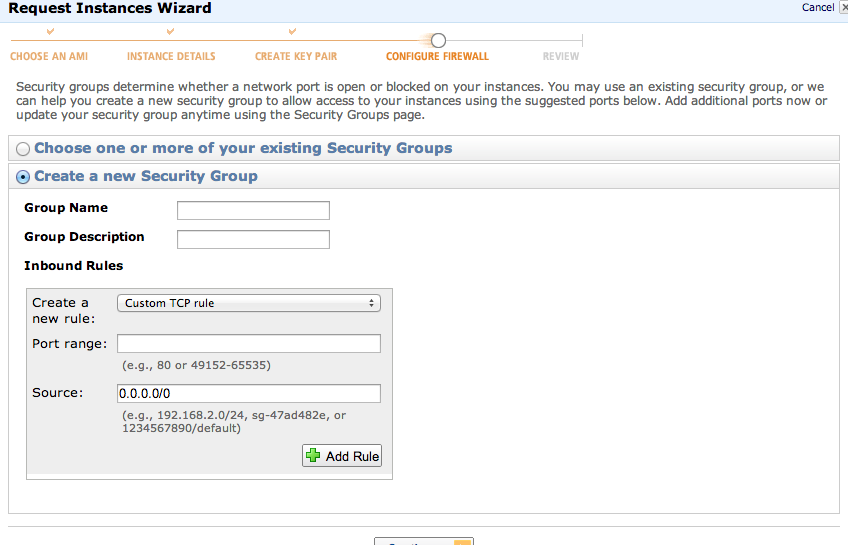 Request Instances Wizard
Cancel
CHOOSE AN AMI
INSTANCE DETAILS
CREATE KEY PAIR
CONFIGURE FIREWALL
REVIEW
Security groups determine whether a network port is open or blocked on your instances. You may use an existing security group, or we
can help you create a new security group to allow access to your instances using the suggested ports below. Add additional ports now or
update your security group anytime using the Security Groups page.
Choose one or more of your existing Security Groups
Create a new Security Group
Group Name
Group Description
Inbound Rules
Create a
new rule:
Custom TCP rule
Port range:
(e.g., 80 or 49152-65535)
Source:
0.0.0.0/0
(e.g., 192.168.2.0/24, sg-47ad482e, or
1234567890/default)
Add Rule